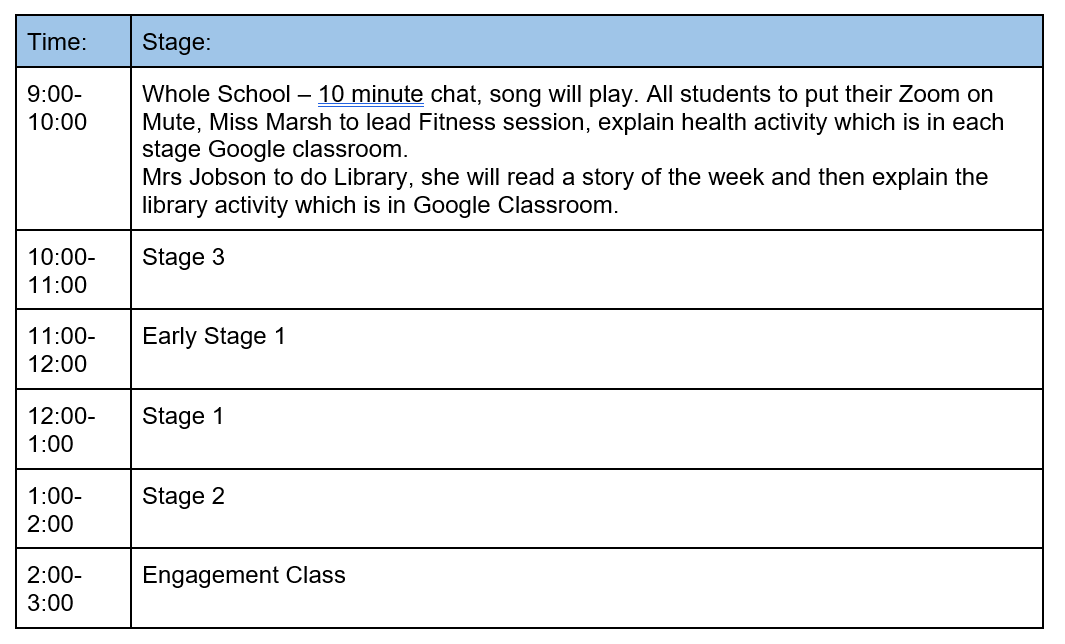 Time:
Stage:
9:00-
10:00
Whole School – 10 minute chat, song will play. All students to put their Zoom on
Mute, Miss Marsh to lead Fitness session, explain health activity which is in each
stage Google classroom.
Mrs Jobson to do Library, she will read a story of the week and then explain the
library activity which is in Google Classroom.
10:00-
11:00
Stage 3
11:00-
12:00
Early Stage 1
12:00-
1:00
Stage 1
1:00-
2:00
Stage 2
2:00-
3:00
Engagement Class